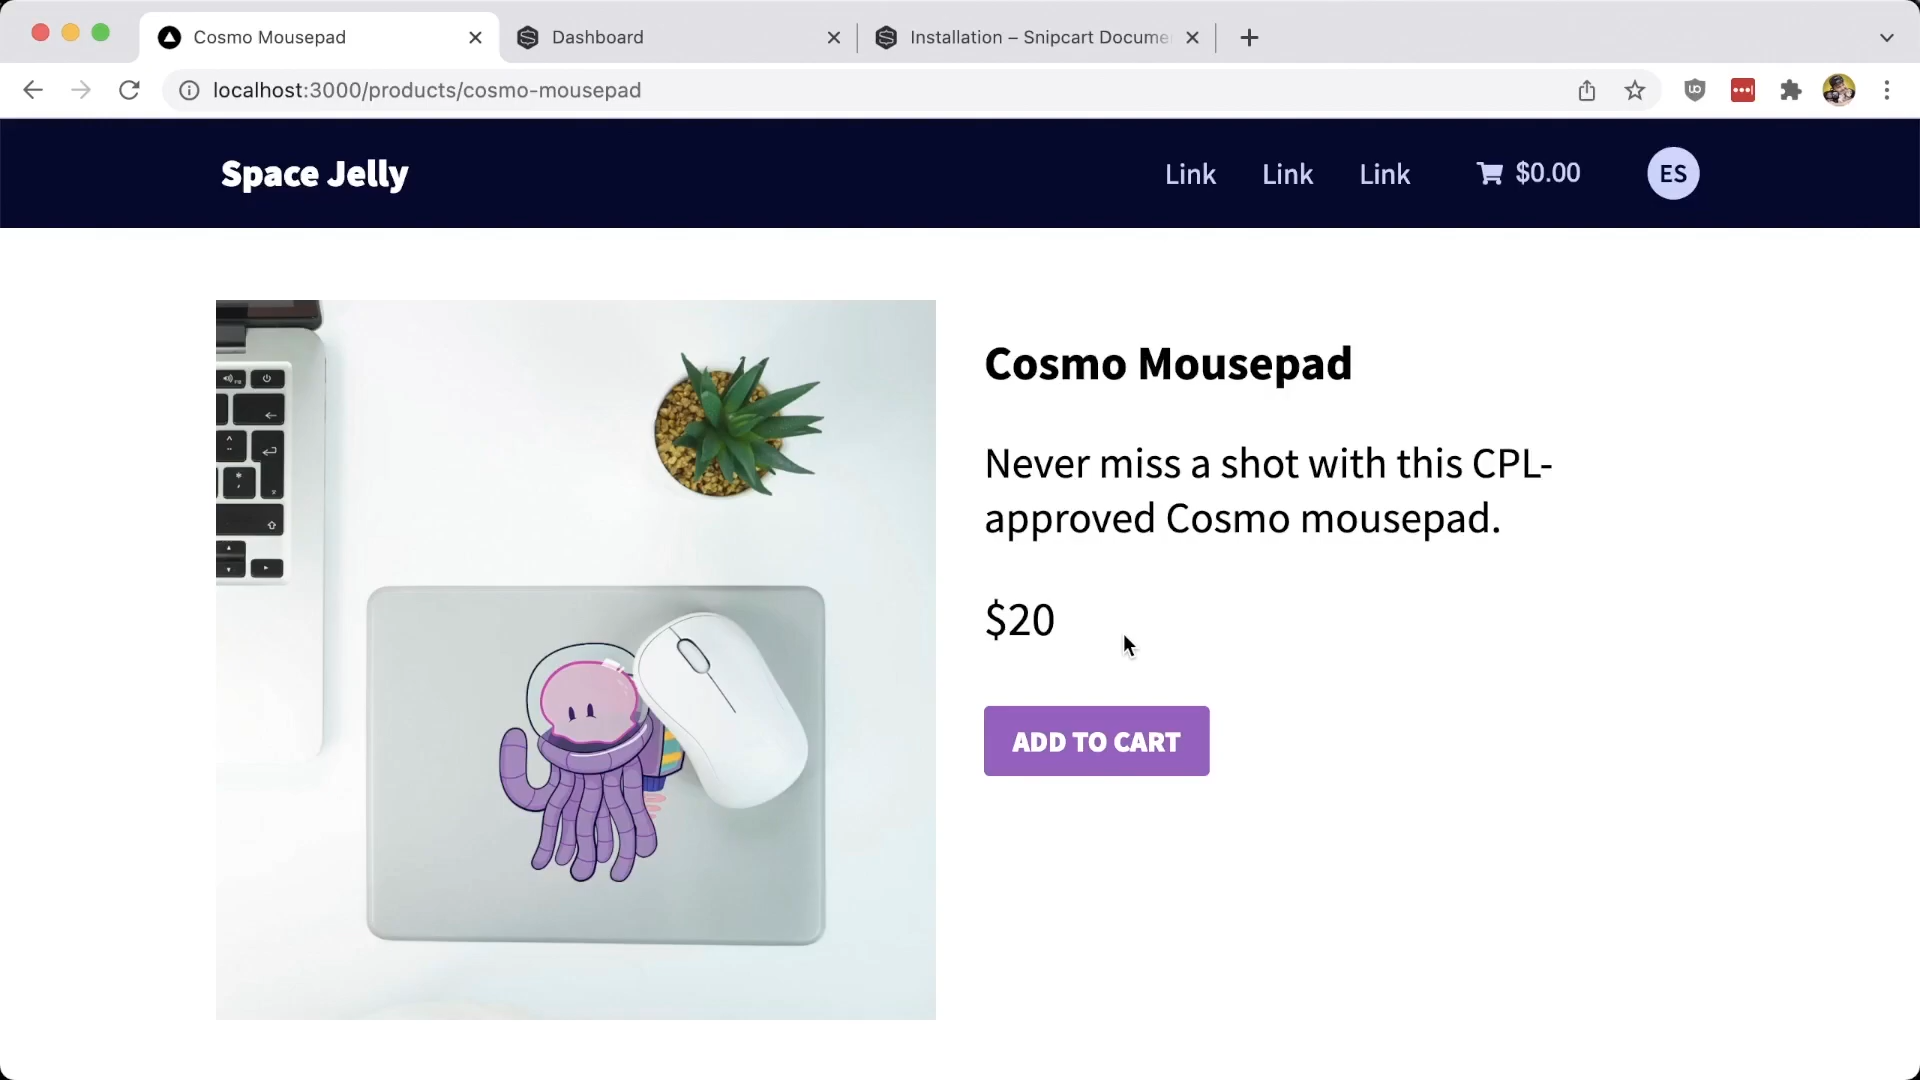 Cosmo Mousepad
Dashboard
Installation – Snipcart Docume
localhost:3000/products/cosmo-mousepad
Space Jelly
Link
Link
Link
$0.00
ES
Cosmo Mousepad
Never miss a shot with this CPL-
approved Cosmo mousepad.
$20
ADD TO CART